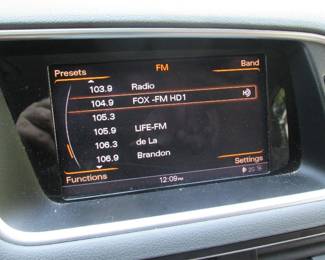 Presets FM Band
103.9 Radio
104.9 FOX -FM HD1
105.3
105.9 LIFE-FM
106.3 de La
106.9 Brandon
Functions Settings
12:09PM